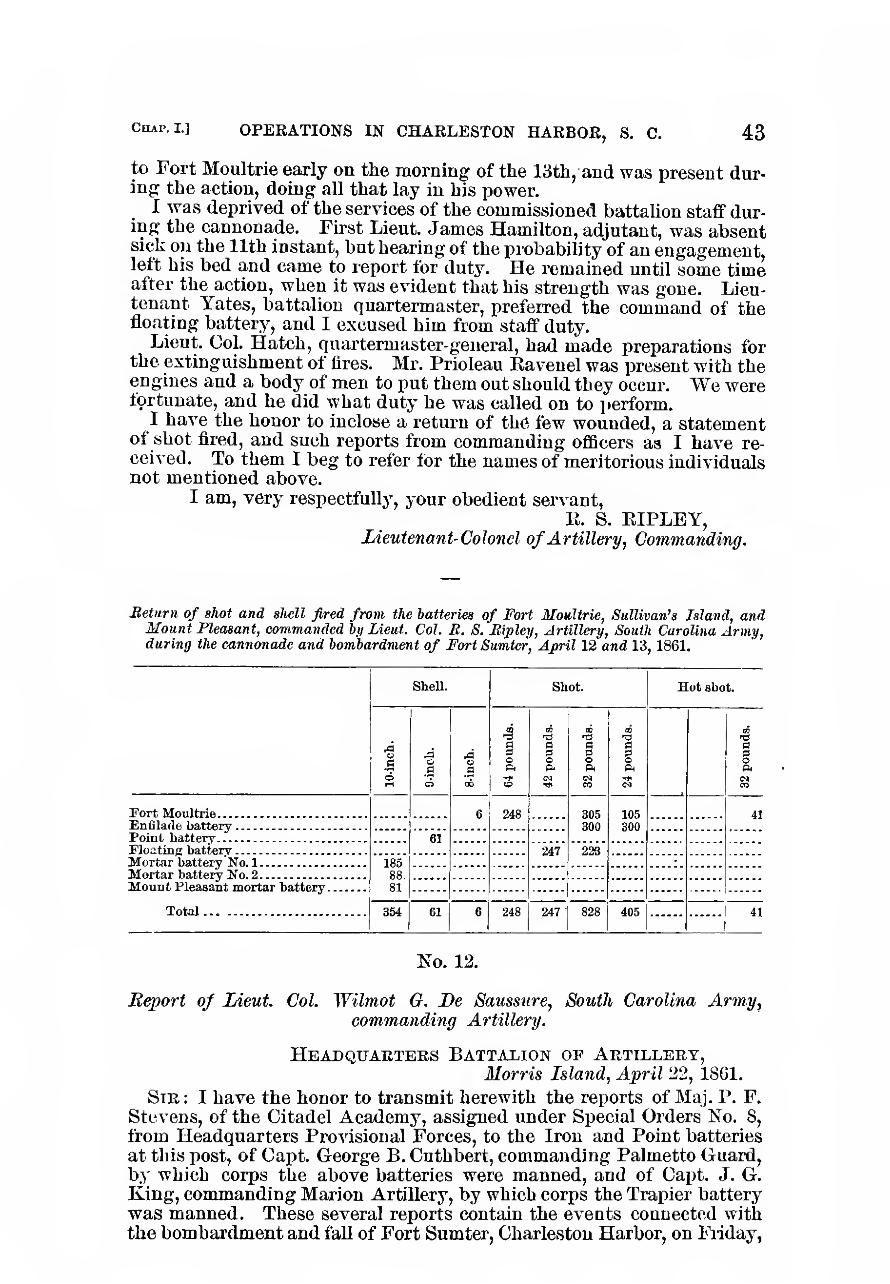 CHAP. I.] OPERATIONS IN CHARLESTON HARBOR, S. C. 43
to Fort Moultrie early on the morning of the 13th, and was present dur-
ing the action, doing all that lay in his power.
I was deprived of the services of the commissioned battalion staff dur-
ing the cannonade. First Lieut. James Hamilton, adjutant, was absent
sick on the 11th instant, but hearing of the probability of an engagement,
left his bed and came to report for duty. He remained until some time
after the action, when it was evident that his strength was gone. Lieu-
tenant Yates, battalion quartermaster, preferred the command of the
floating battery, and I excused him from staff duty.
Lieut. Col. Hatch, quartermaster-general, had made preparations for
the extinguishment of fires. Mr. Prioleau Ravenel was present with the
engines and a body of men to put them out should they occur. We were
fortunate, and he did what duty he was called on to perform.
I have the honor to inclose a return of the few wounded, a statement
of shot fired, and such reports from commanding officers as I have re-
ceived. To them I beg to refer for the names of meritorious individuals
not mentioned above.
I am, very respectfully, your obedient servant,
R. S. RIPLEY,
Lieutenant-Colonel of Artillery, Commanding.
Return of shot and shell fired from the batteries of Fort Moultrie, Sullivan's Island, and
Mount Pleasant, commanded by Lieut. Col. R. S. Ripley, Artillery, South Carolina Army,
during the cannonade and bombardment of Fort Sumter, April 12 and 13, 1861.
Shell. Shot. Hot shot.
10-inch. 9-inch. 8-inch. 64 pounds. 42 pounds. 32 pounds. 24 pounds. 32 pounds.
Fort Moultrie 6 248 305 105 41
Enfilade battery 300 300
Point battery 61
Floating battery 247 223
Mortar battery No. 1 185
Mortar battery No. 2 88
Mount Pleasant mortar battery 81
Total 354 61 6 248 247 828 405 41
No. 12.
Report of Lieut. Col. Wilmot G. De Saussure, South Carolina Army,
commanding Artillery.
HEADQUARTERS BATTALION OF ARTILLERY,
Morris Island, April 22, 1861.
SIR: I have the honor to transmit herewith the reports of Maj. P. F.
Stevens, of the Citadel Academy, assigned under Special Orders No. 8,
from Headquarters Provisional Forces, to the Iron and Point batteries
at this post, of Capt. George B. Cuthbert, commanding Palmetto Guard,
by which corps the above batteries were manned, and of Capt. J. G.
King, commanding Marion Artillery, by which corps the Trapier battery
was manned. These several reports contain the events connected with
the bombardment and fall of Fort Sumter, Charleston Harbor, on Friday,